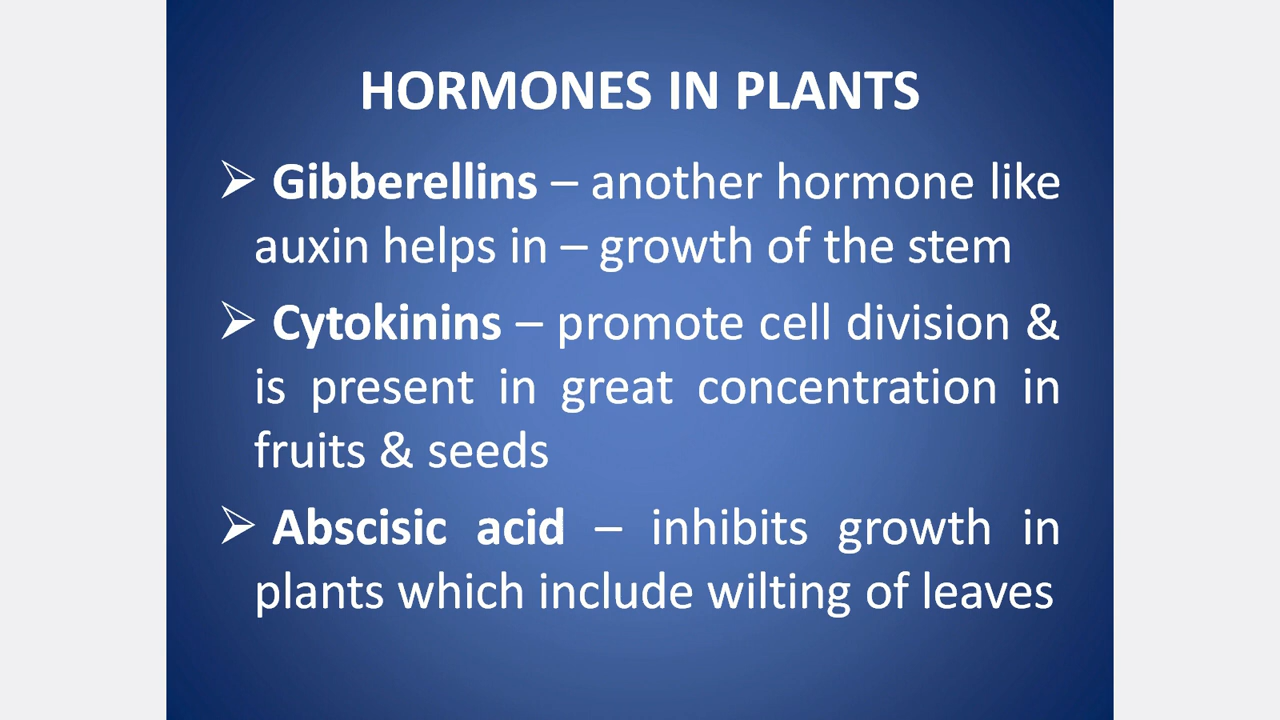 HORMONES IN PLANTS
➢ Gibberellins – another hormone like
auxin helps in – growth of the stem
➢ Cytokinins – promote cell division &
is present in great concentration in
fruits & seeds
➢ Abscisic acid – inhibits growth in
plants which include wilting of leaves